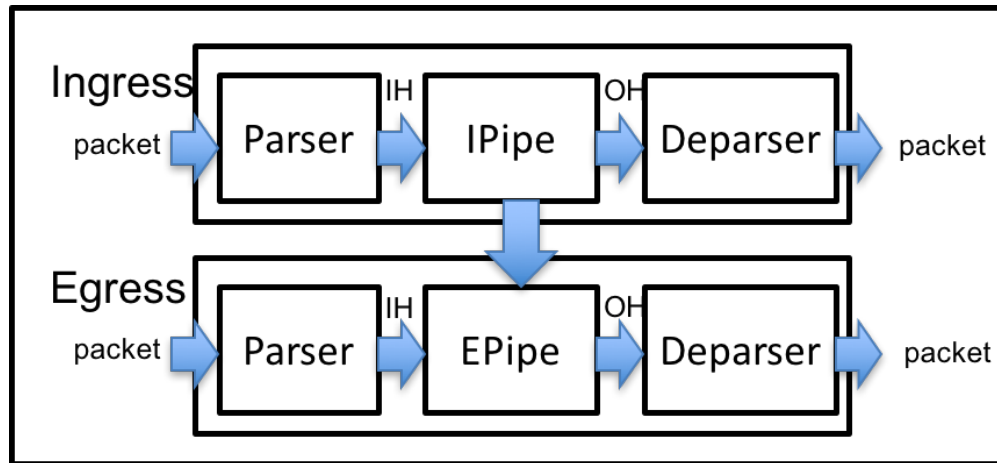 Ingress
packet
Parser
IH
IPipe
OH
Deparser
packet
Egress
packet
Parser
IH
EPipe
OH
Deparser
packet